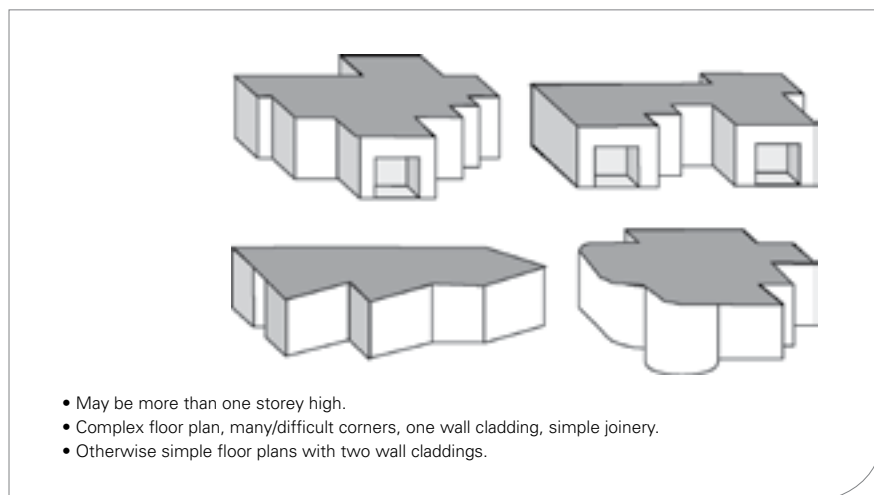 • May be more than one storey high.
• Complex floor plan, many/difficult corners, one wall cladding, simple joinery.
• Otherwise simple floor plans with two wall claddings.